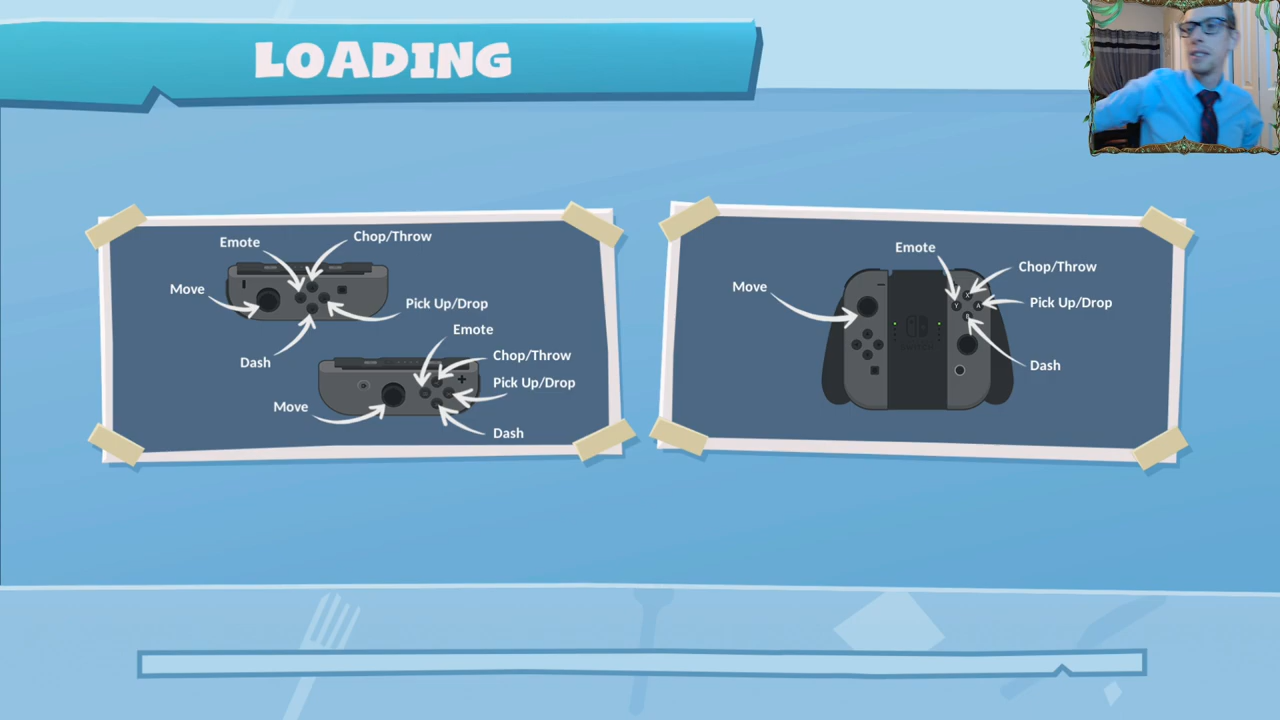 LOADING
Emote
Chop/Throw
Move
Pick Up/Drop
Dash
Emote
Chop/Throw
Pick Up/Drop
Move
Dash
Emote
Chop/Throw
Move
Pick Up/Drop
Y
X
A
B
Dash